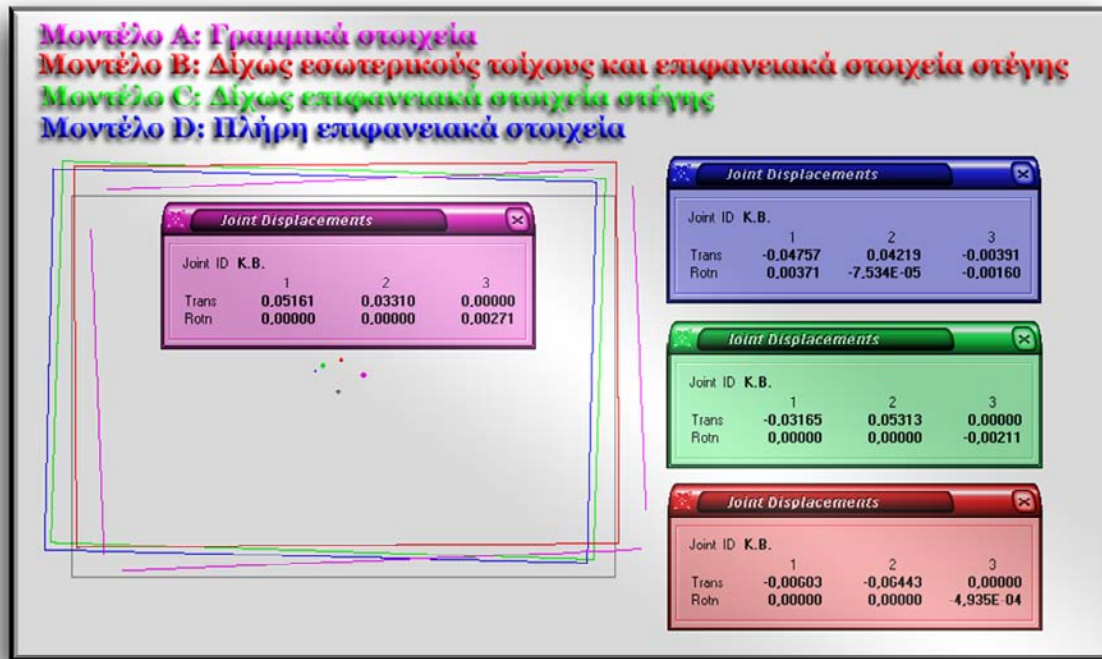 Μοντέλο A: Γραμμικά στοιχεία
Μοντέλο B: Δίχως εσωτερικούς τοίχους και επιφανειακά στοιχεία στέγης
Μοντέλο C: Δίχως επιφανειακά στοιχεία στέγης
Μοντέλο D: Πλήρη επιφανειακά στοιχεία
Joint Displacements
Joint ID K.B.
1 2 3
Trans 0,05161 0,03310 0,00000
Rotn 0,00000 0,00000 0,00271
Joint Displacements
Joint ID K.B.
1 2 3
Trans -0,04757 0,04219 -0,00391
Rotn 0,00371 -7,534E-05 -0,00160
Joint Displacements
Joint ID K.B.
1 2 3
Trans -0,03165 0,05313 0,00000
Rotn 0,00000 0,00000 -0,00211
Joint Displacements
Joint ID K.B.
1 2 3
Trans -0,00603 -0,06443 0,00000
Rotn 0,00000 0,00000 -4,935E-04